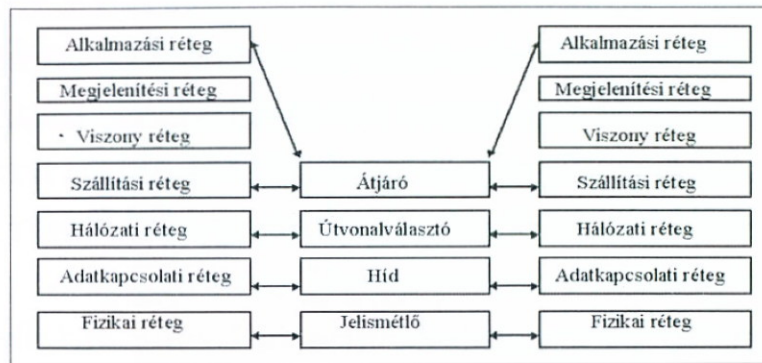 Alkalmazási réteg
Alkalmazási réteg
Megjelenítési réteg
Megjelenítési réteg
Viszony réteg
Viszony réteg
Szállítási réteg
Átjáró
Szállítási réteg
Hálózati réteg
Útvonalválasztó
Hálózati réteg
Adatkapcsolati réteg
Híd
Adatkapcsolati réteg
Fizikai réteg
Jelismétlő
Fizikai réteg